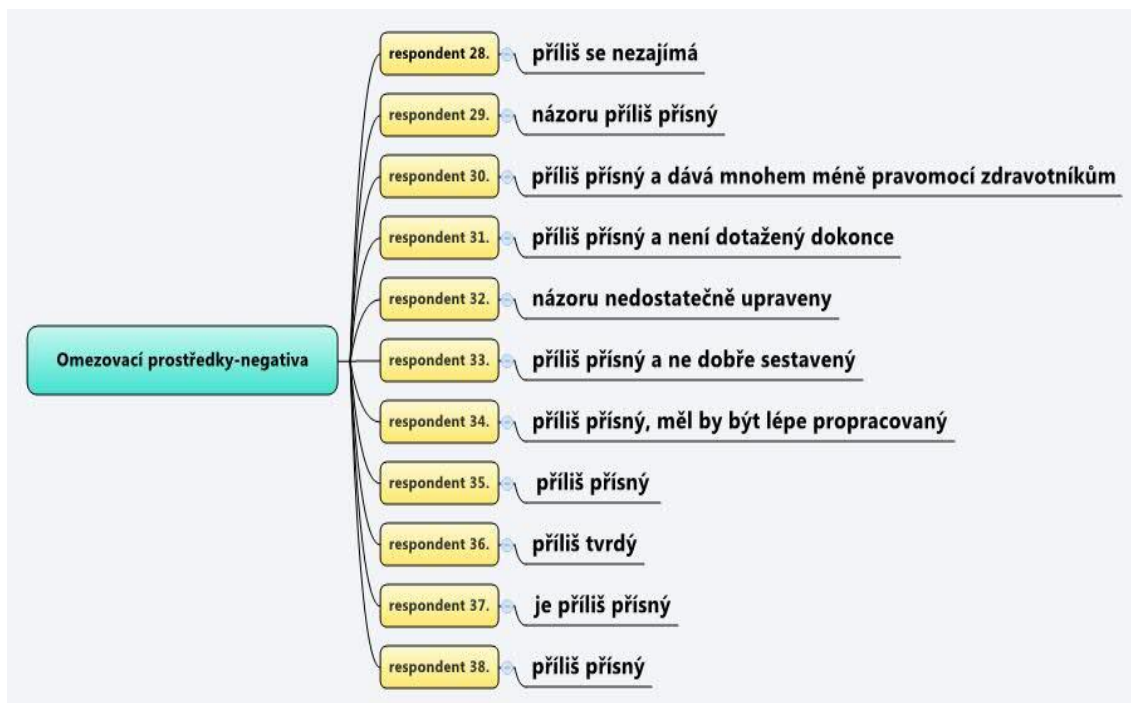 respondent 28. příliš se nezajímá
respondent 29. názoru příliš přísný
respondent 30. příliš přísný a dává mnohem méně pravomocí zdravotníkům
respondent 31. příliš přísný a není dotažený dokonce
respondent 32. názoru nedostatečně upraveny
Omezovací prostředky-negativa
respondent 33. příliš přísný a ne dobře sestavený
respondent 34. příliš přísný, měl by být lépe propracovaný
respondent 35. příliš přísný
respondent 36. příliš tvrdý
respondent 37. je příliš přísný
respondent 38. příliš přísný